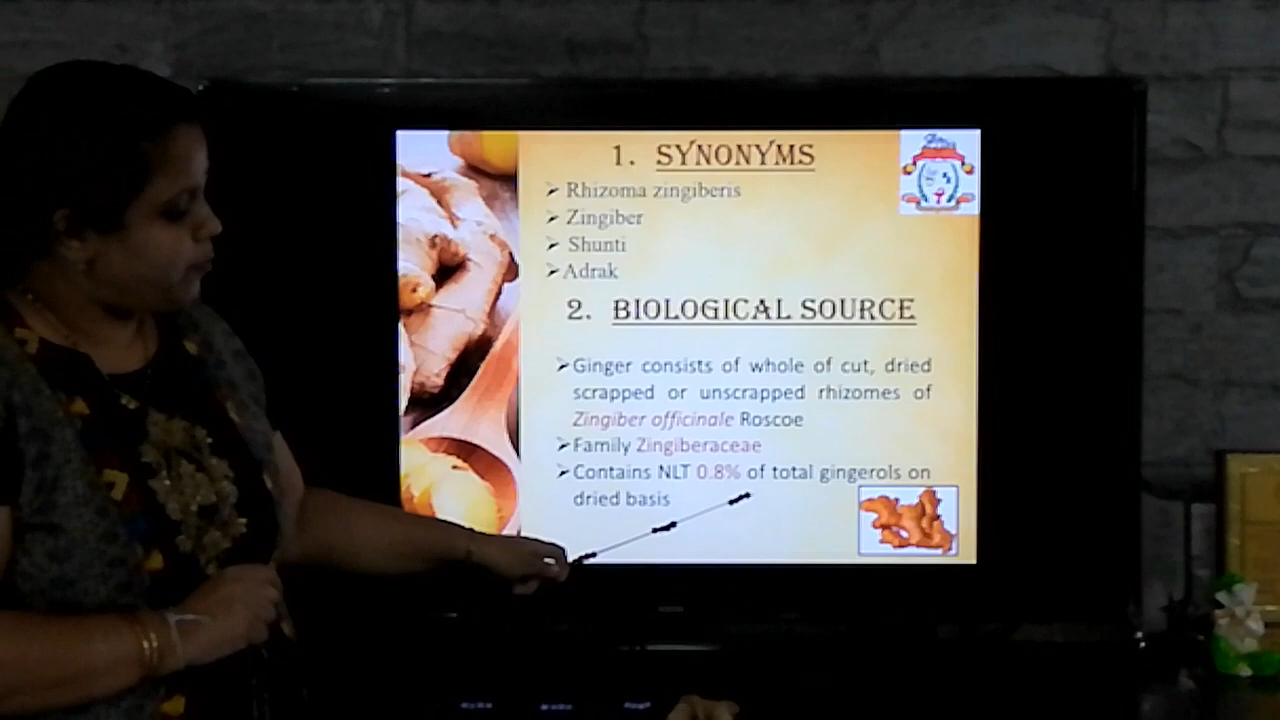 1. SYNONYMS
➢ Rhizoma zingiberis
➢ Zingiber
➢ Shunti
➢ Adrak
2. BIOLOGICAL SOURCE
➢ Ginger consists of whole of cut, dried
scrapped or unscrapped rhizomes of
Zingiber officinale Roscoe
➢ Family Zingiberaceae
➢ Contains NLT 0.8% of total gingerols on
dried basis